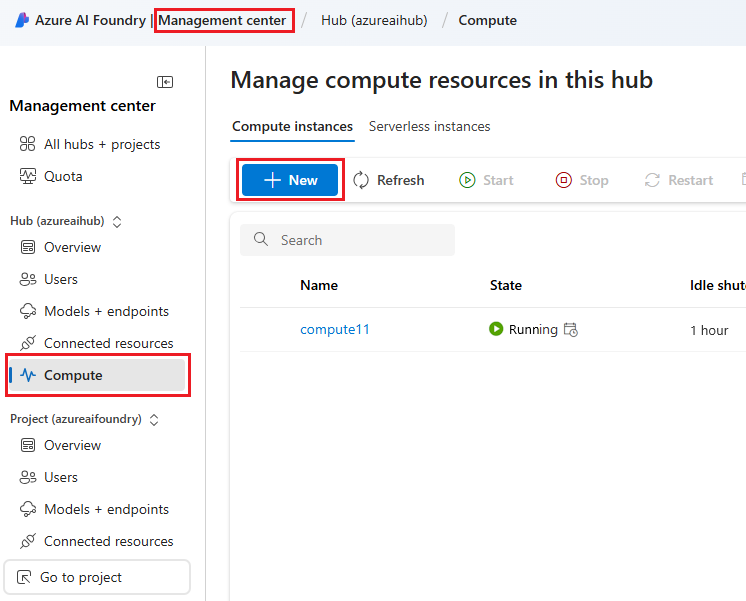 Azure AI Foundry | Management center / Hub (azureaihub) / Compute
Management center
All hubs + projects
Quota
Hub (azureaihub)
Overview
Users
Models + endpoints
Connected resources
Compute
Project (azureaifoundry)
Overview
Users
Models + endpoints
Connected resources
Go to project
Manage compute resources in this hub
Compute instances Serverless instances
New Refresh Start Stop Restart
Search
Name State Idle shut
compute11 Running 1 hour